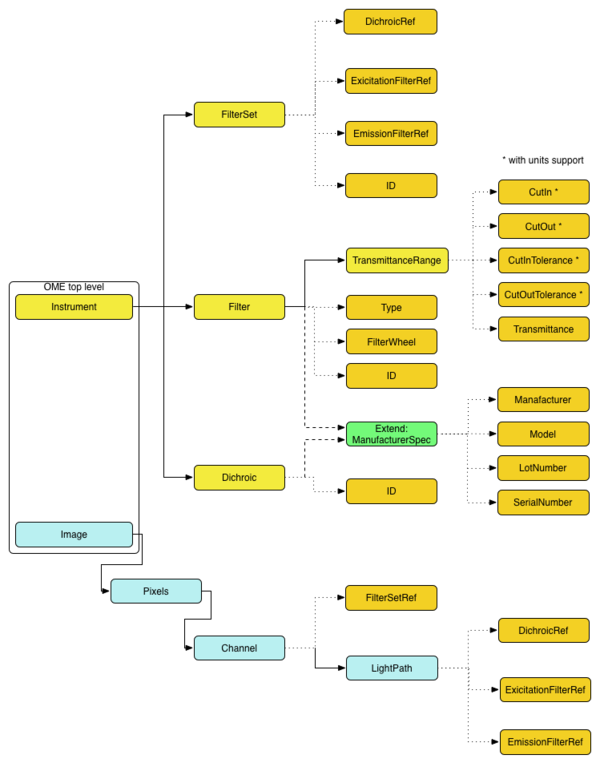 DichroicRef
ExicitationFilterRef
FilterSet
EmissionFilterRef
* with units support
ID
CutIn *
CutOut *
TransmittanceRange
CutInTolerance *
OME top level
CutOutTolerance *
Instrument
Filter
Type
Transmittance
FilterWheel
ID
Manafacturer
Extend:
ManufacturerSpec
Model
LotNumber
Dichroic
ID
SerialNumber
Image
Pixels
FilterSetRef
DichroicRef
Channel
LightPath
ExicitationFilterRef
EmissionFilterRef